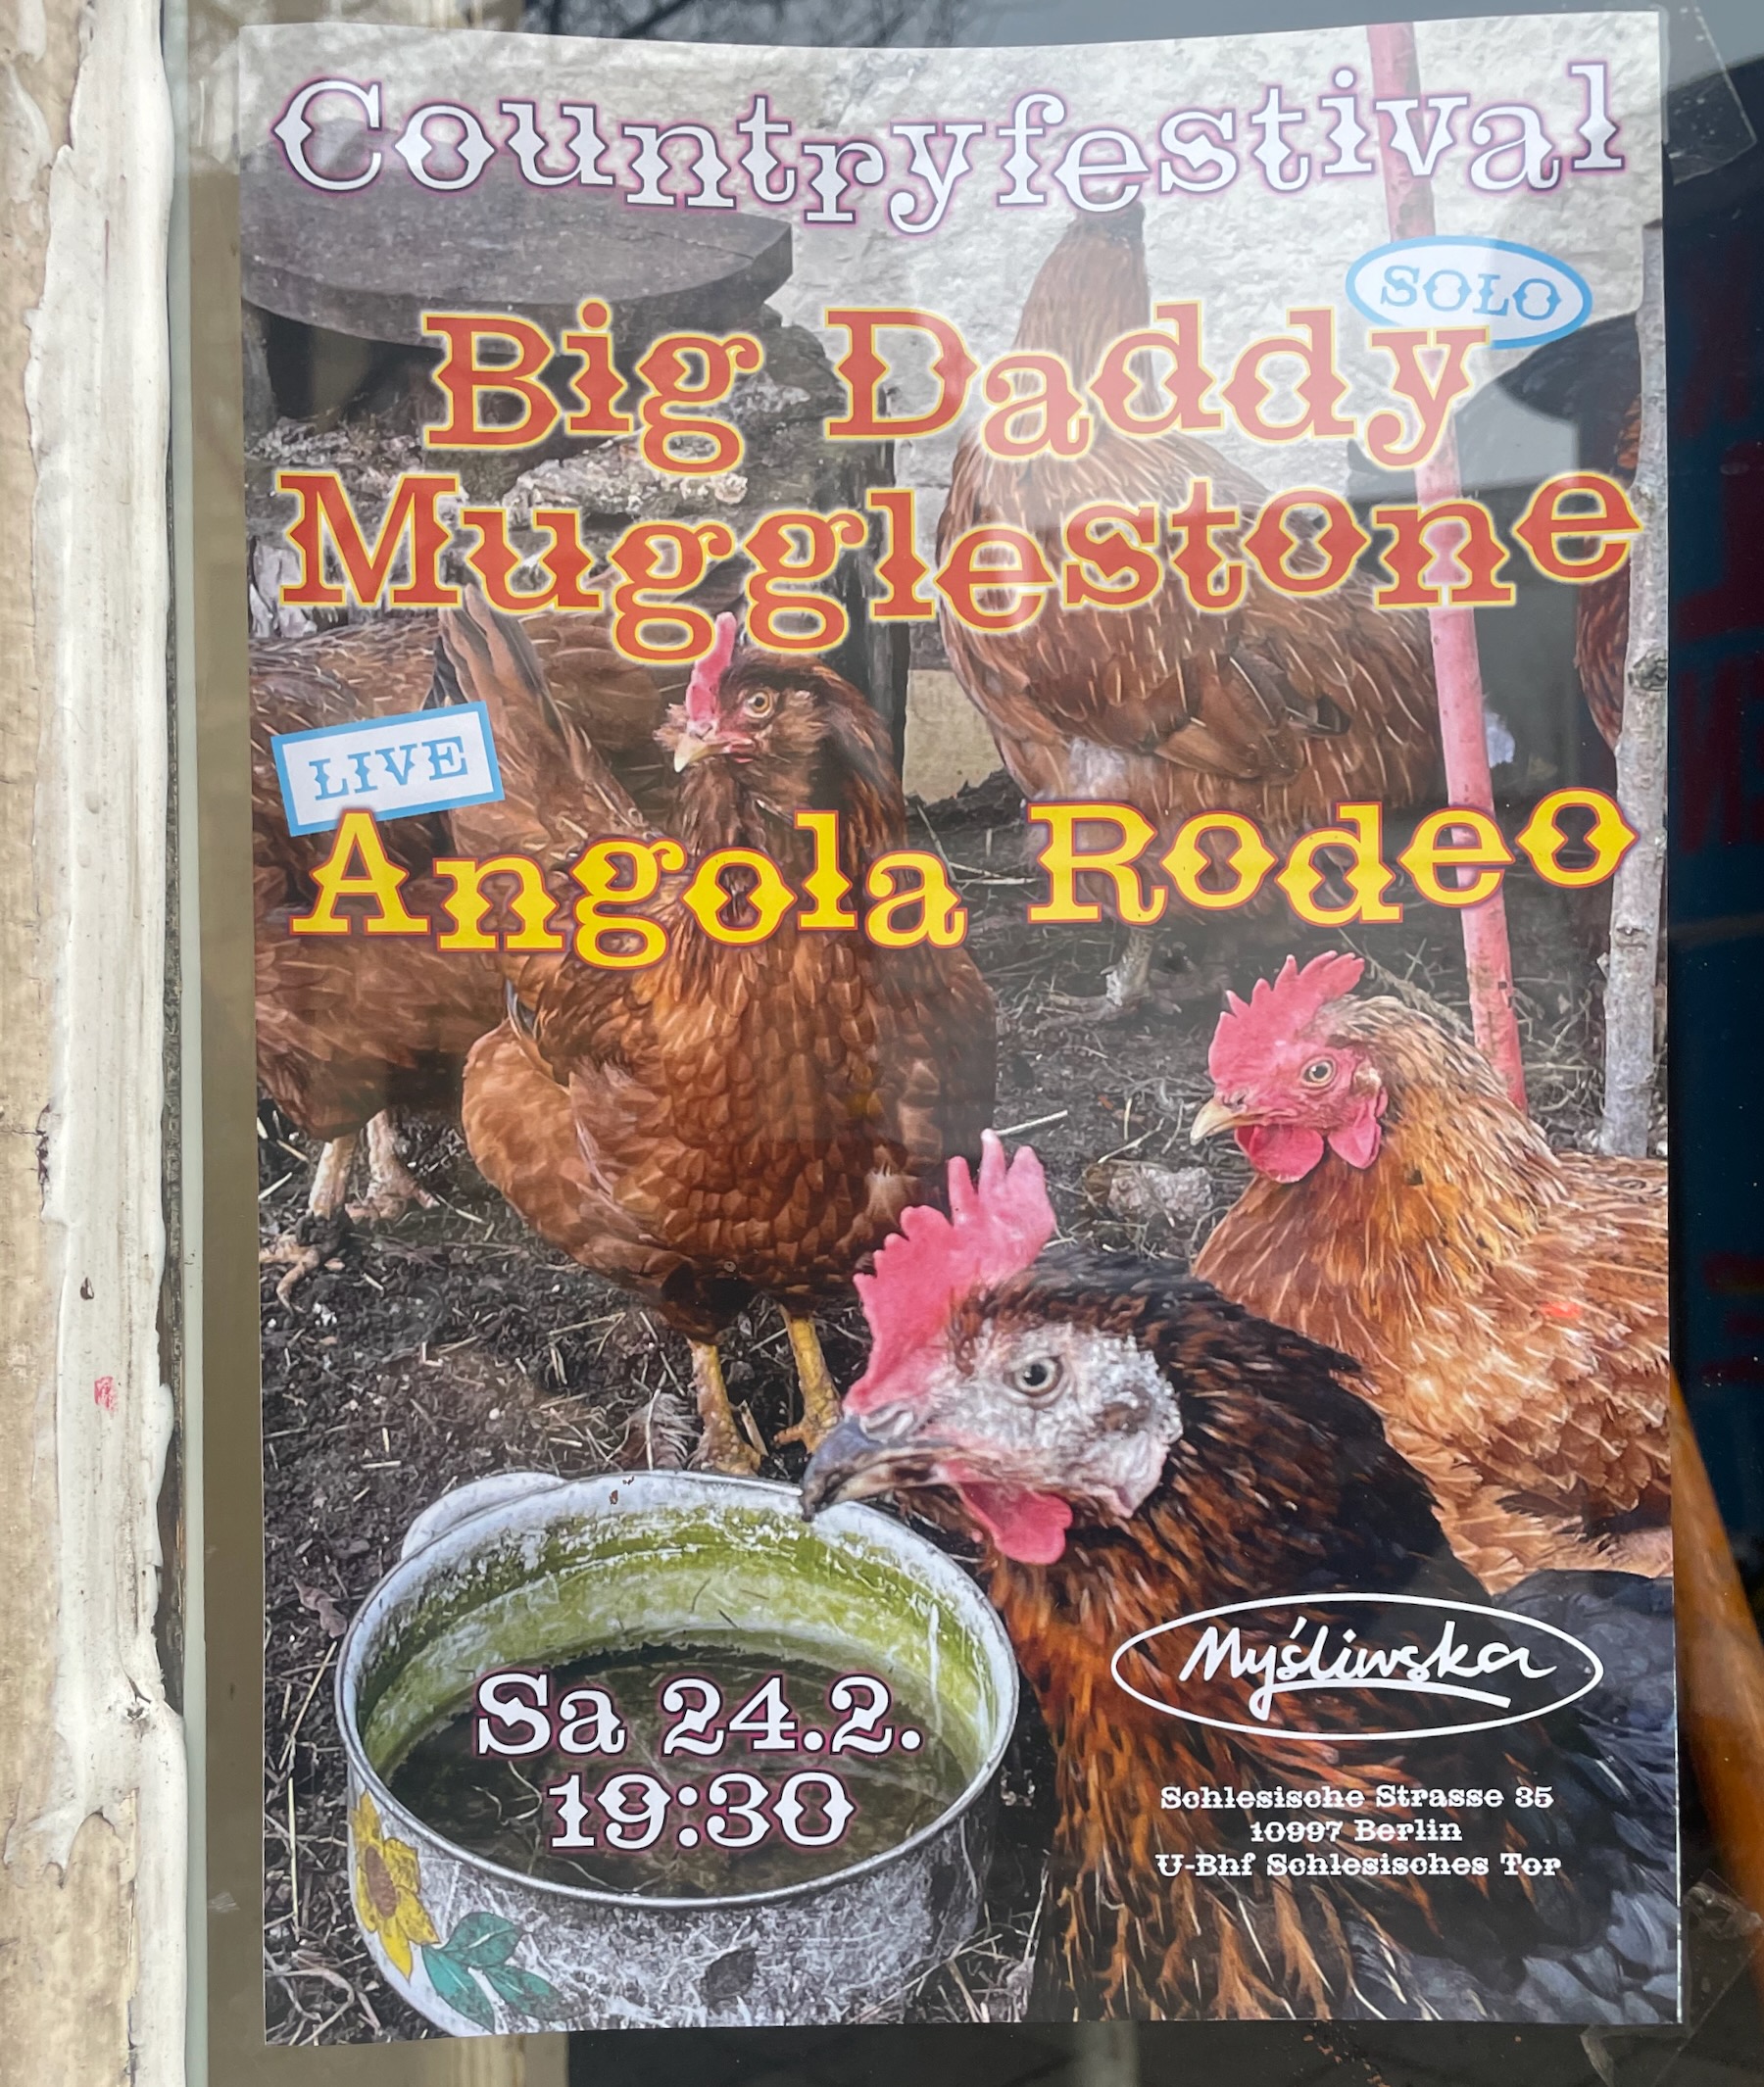 Countryfestival
SOLO
Big Daddy
Mugglestone
LIVE
Angola Rodeo
Sa 24.2.
19:30
Myśliwska
Schlesische Strasse 35
10997 Berlin
U-Bhf Schlesisches Tor